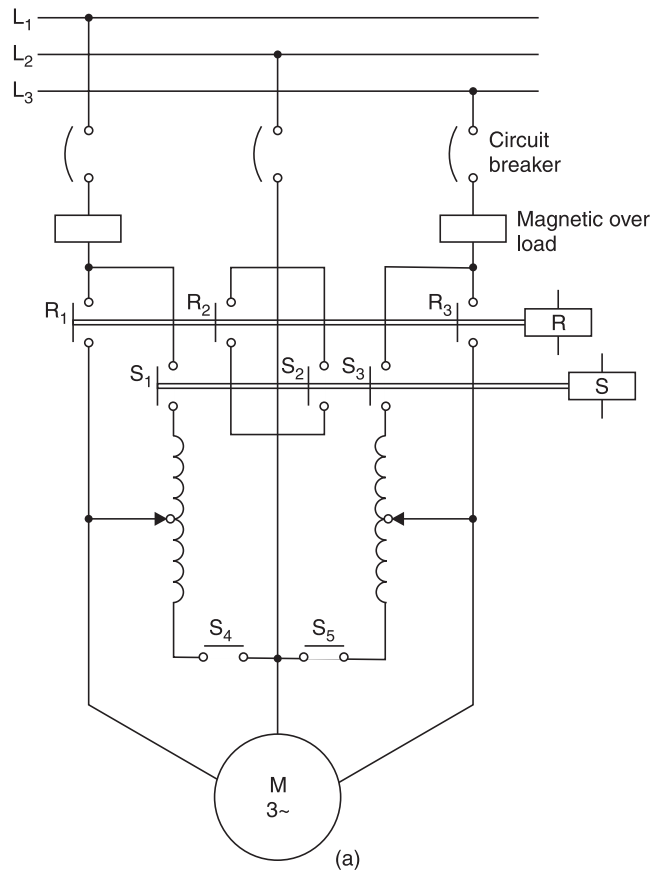 L1
L2
L3
Circuit
breaker
Magnetic over
load
R1
R2
R3
R
S1
S2
S3
S
S4
S5
M
3~
(a)